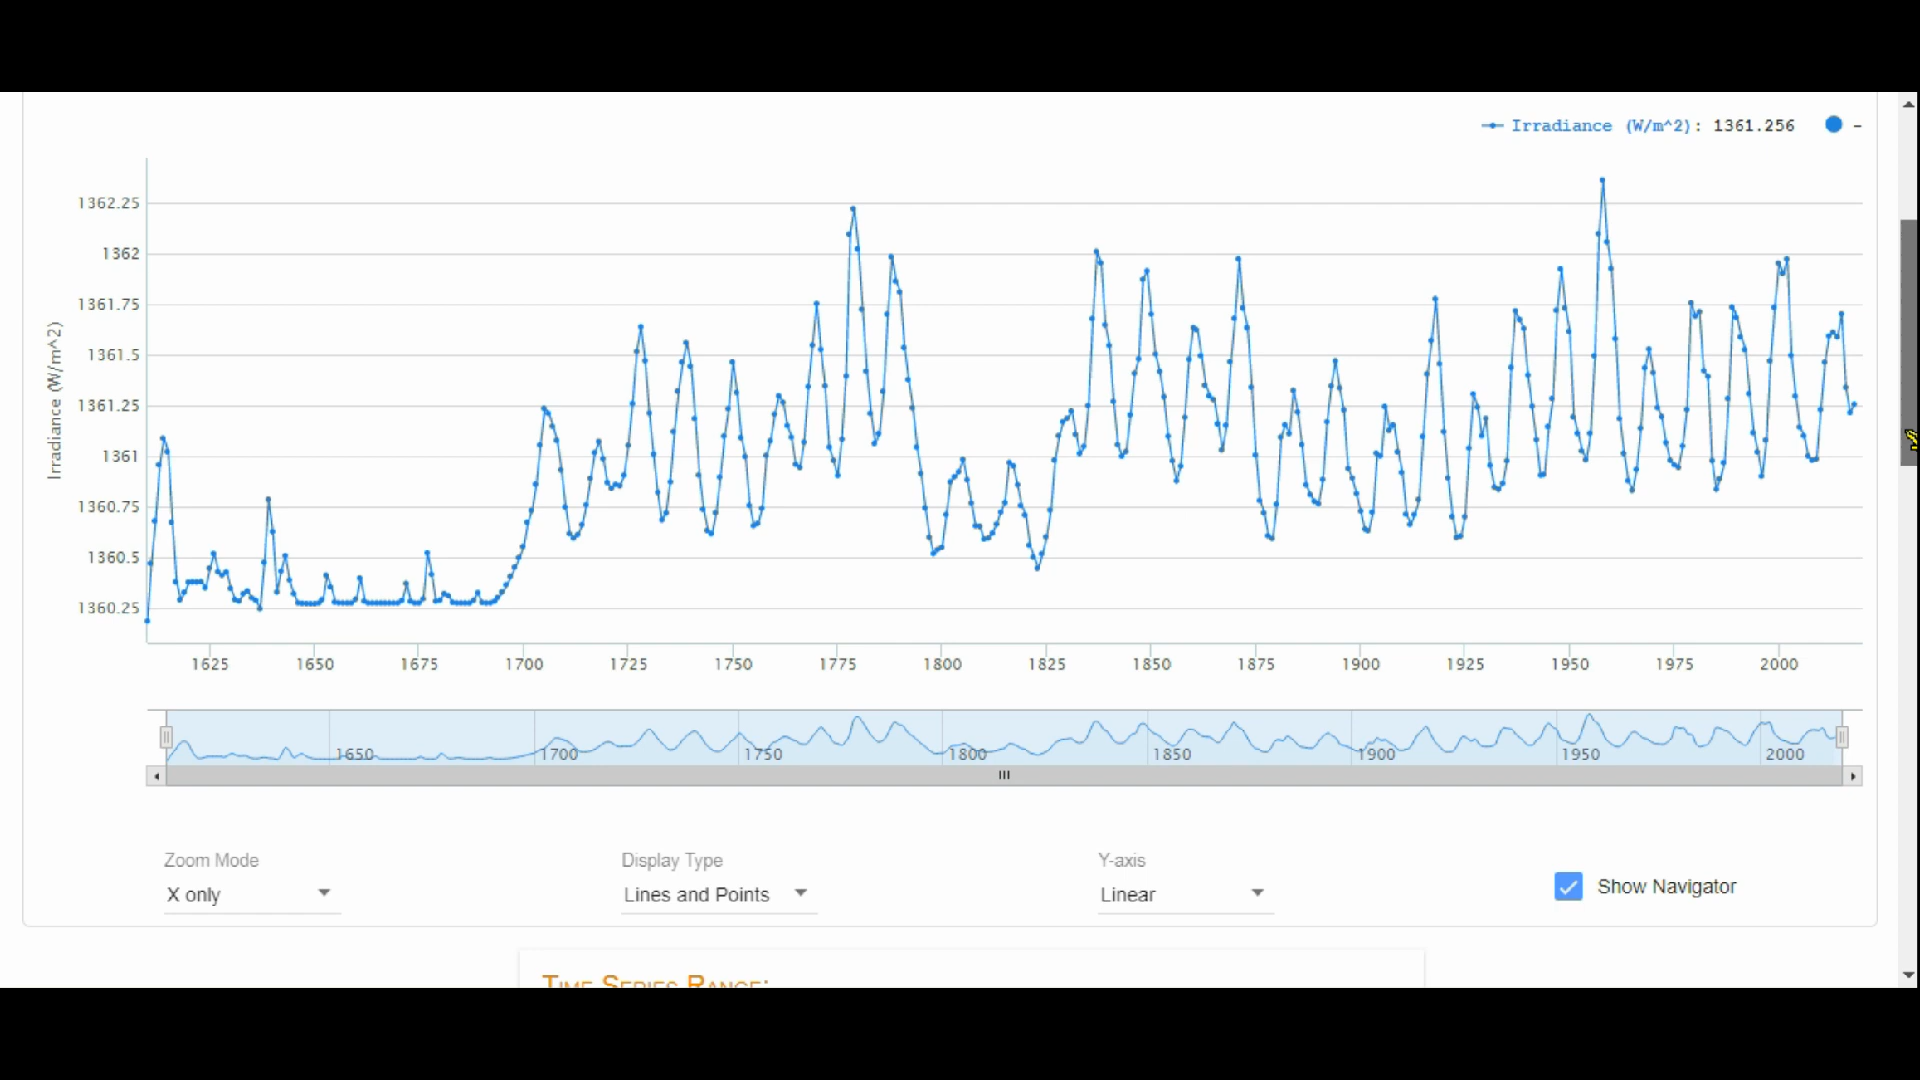 Irradiance (W/m^2): 1361.256 -
1362.25
1362
1361.75
1361.5
1361.25
1361
1360.75
1360.5
1360.25
Irradiance (W/m^2)
1625 1650 1675 1700 1725 1750 1775 1800 1825 1850 1875 1900 1925 1950 1975 2000
1650 1700 1750 1800 1850 1900 1950 2000
Zoom Mode Display Type Y-axis
X only Lines and Points Linear Show Navigator
Time Series Range: